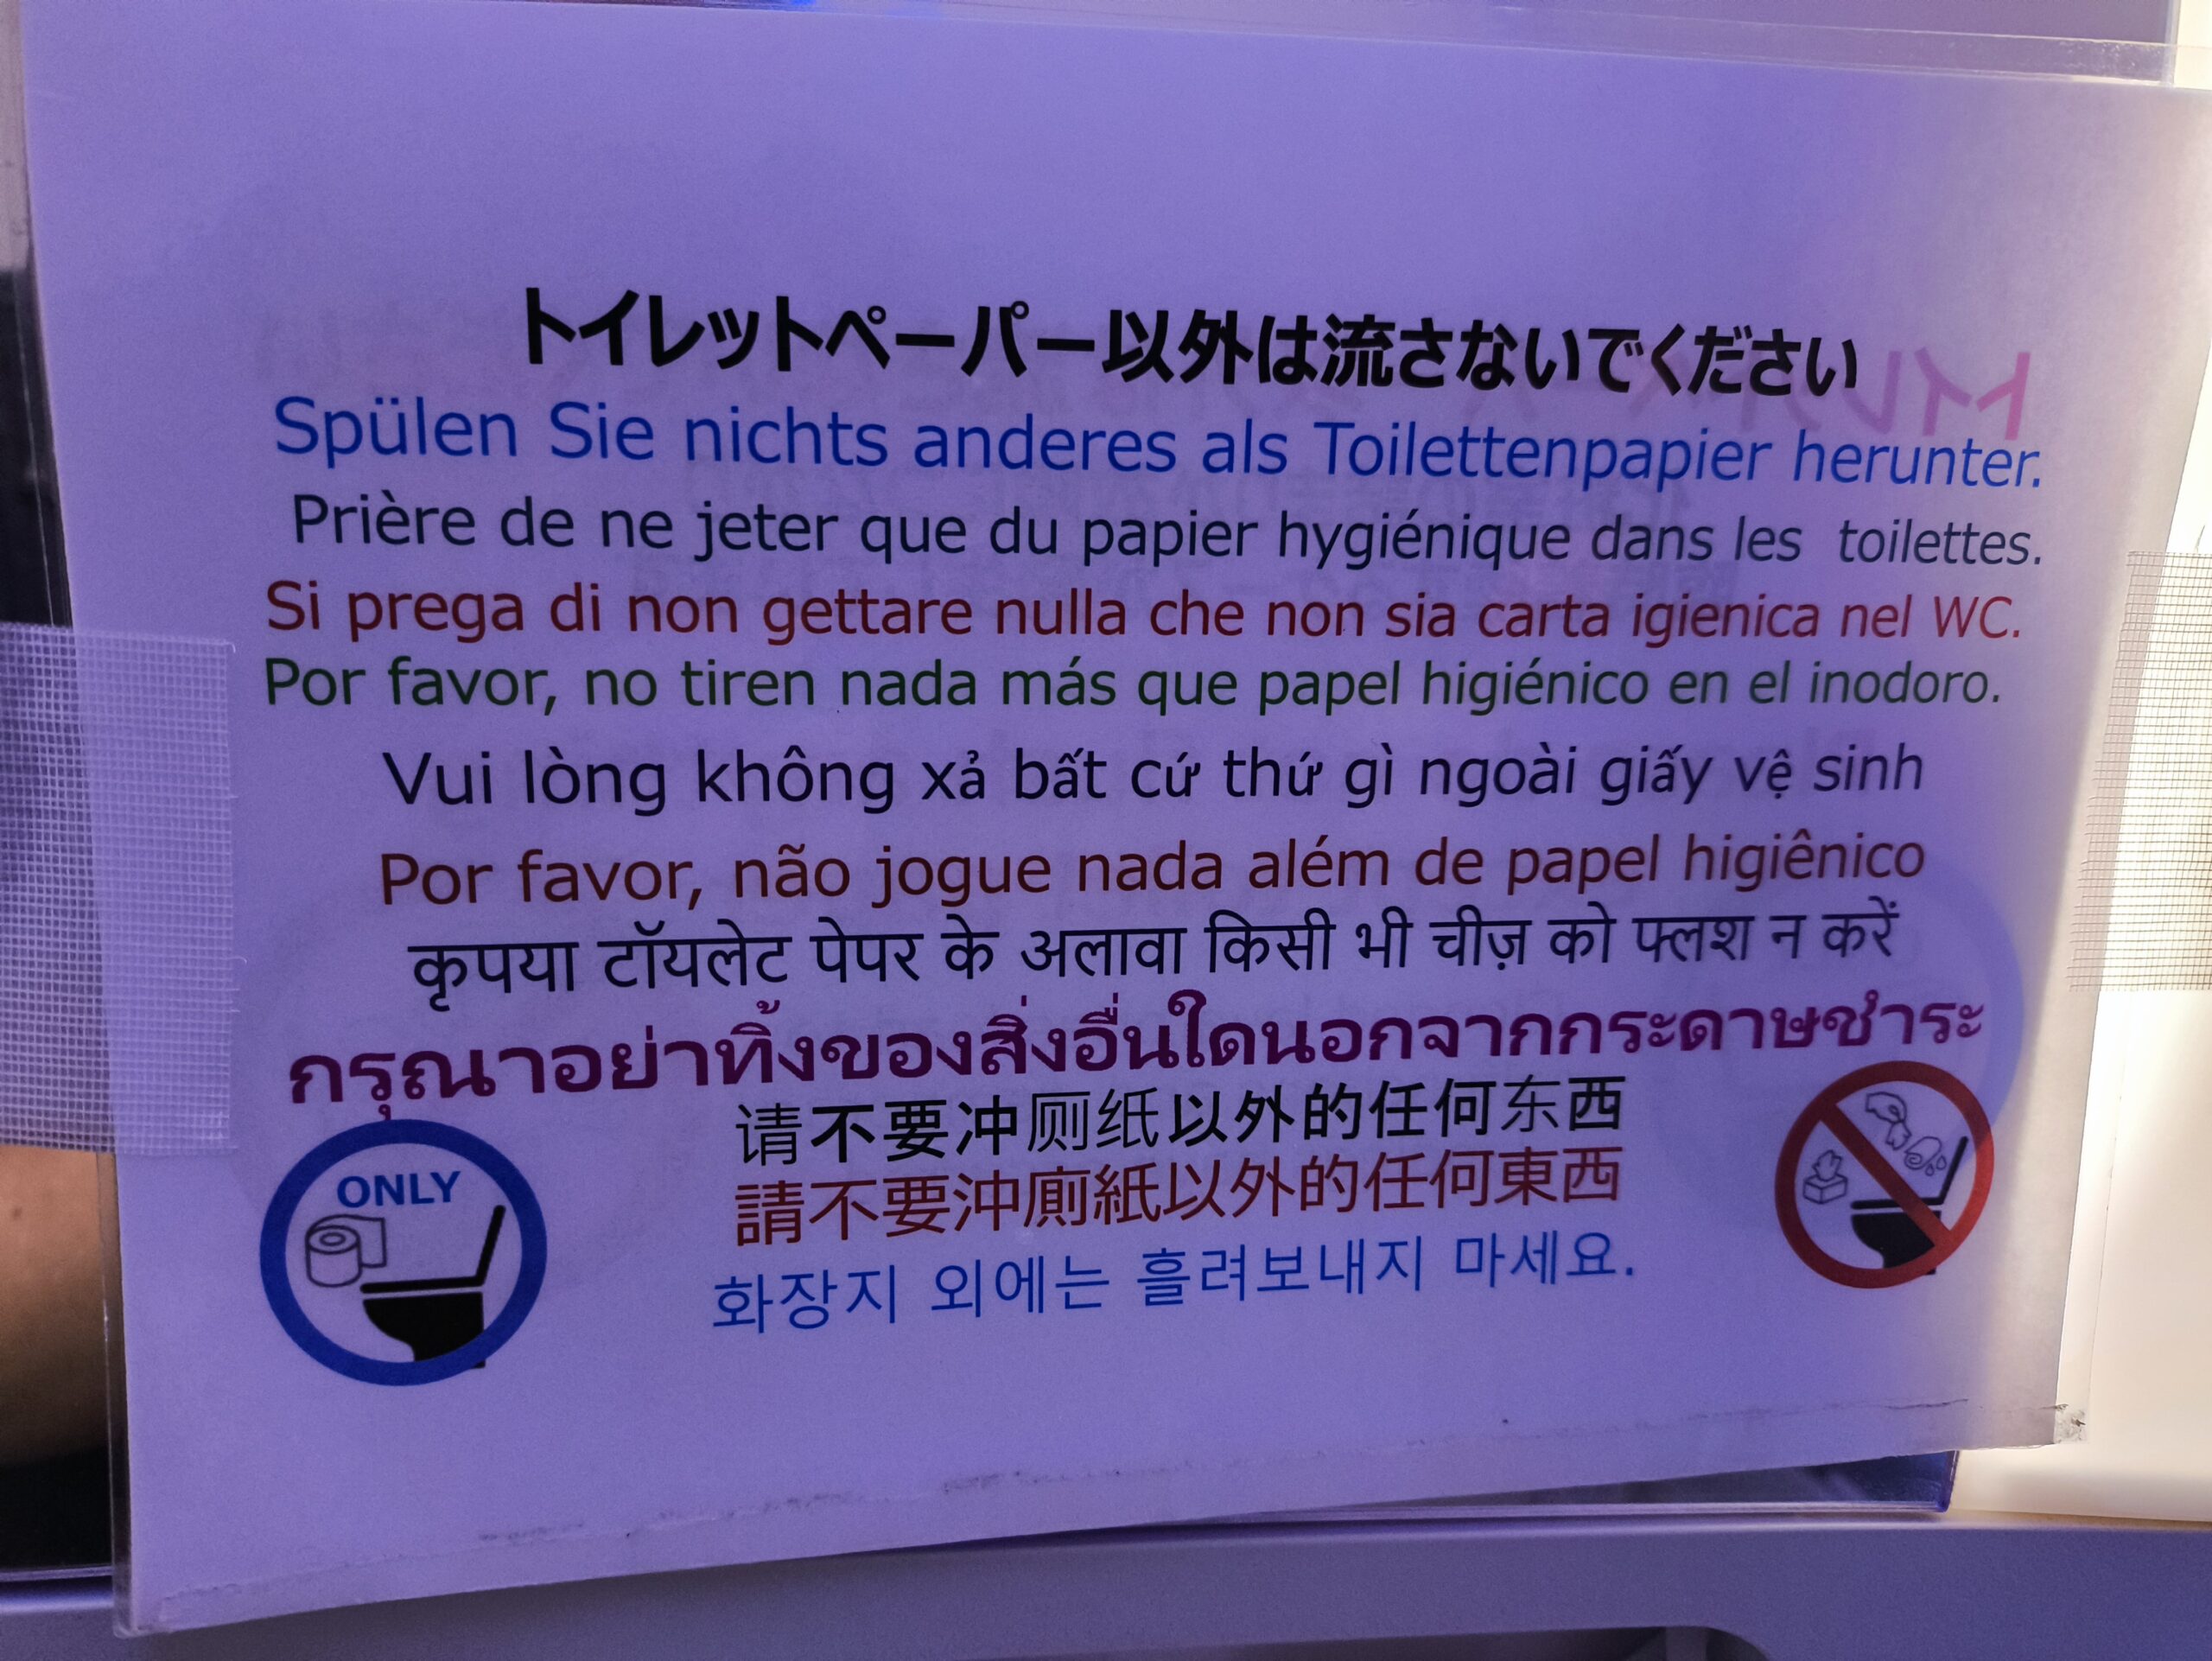 トイレットペーパー以外は流さないでください
Spülen Sie nichts anderes als Toilettenpapier herunter.
Prière de ne jeter que du papier hygiénique dans les toilettes.
Si prega di non gettare nulla che non sia carta igienica nel WC.
Por favor, no tiren nada más que papel higiénico en el inodoro.
Vui lòng không xả bất cứ thứ gì ngoài giấy vệ sinh
Por favor, não jogue nada além de papel higiênico
कृपया टॉयलेट पेपर के अलावा किसी भी चीज़ को फ्लश न करें
กรุณาอย่าทิ้งของสิ่งอื่นใดนอกจากกระดาษชำระ
请不要冲厕纸以外的任何东西
請不要沖廁紙以外的任何東西
화장지 외에는 흘려보내지 마세요.
ONLY